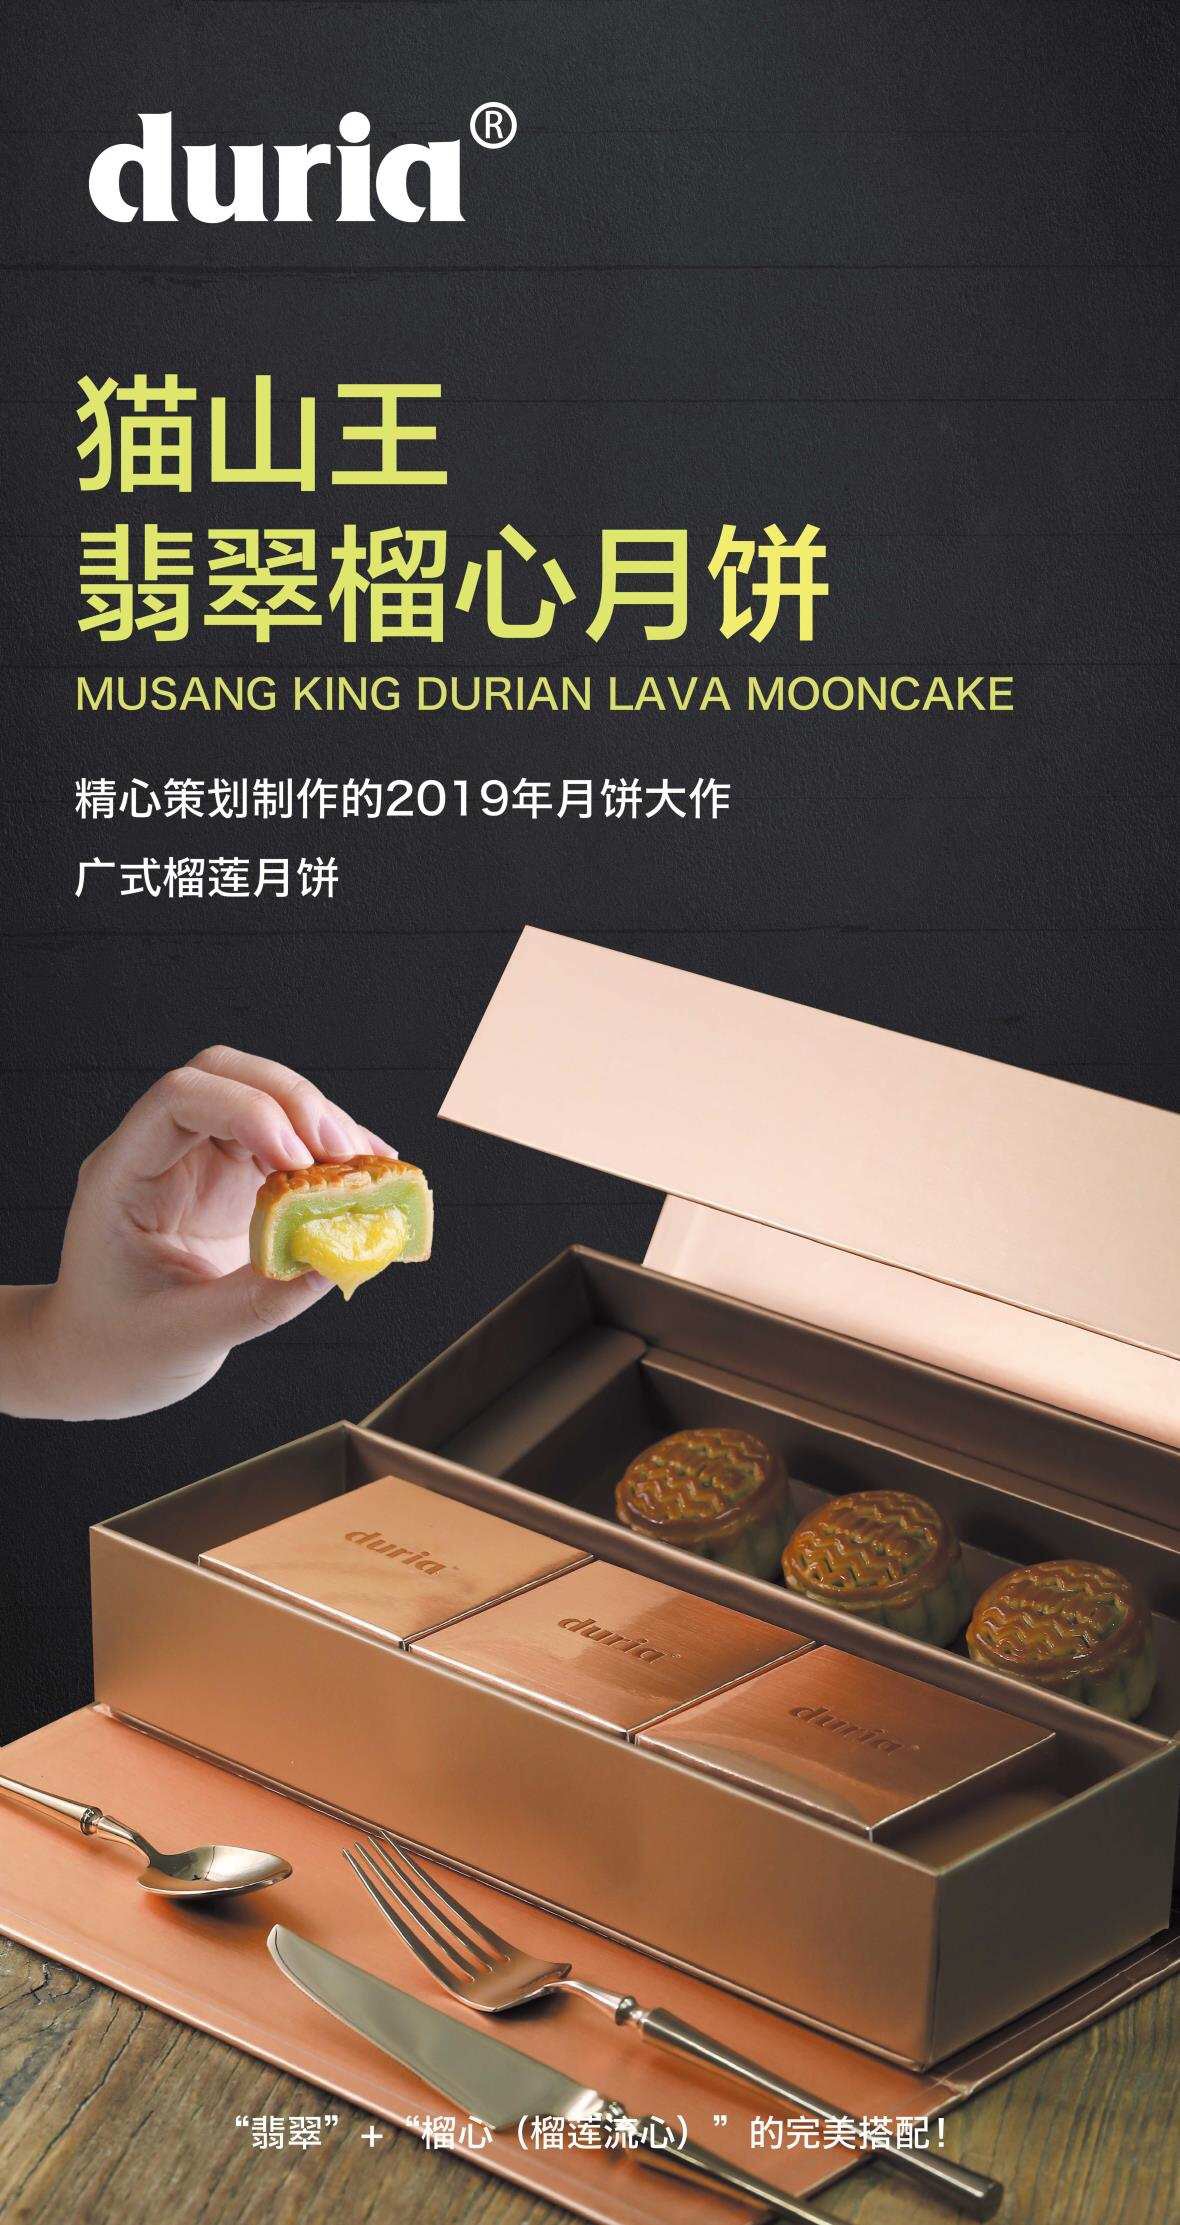 duria®
猫山王
翡翠榴心月饼
MUSANG KING DURIAN LAVA MOONCAKE
精心策划制作的2019年月饼大作
广式榴莲月饼
duria
duria
duria
“翡翠”+“榴心（榴莲流心）”的完美搭配！